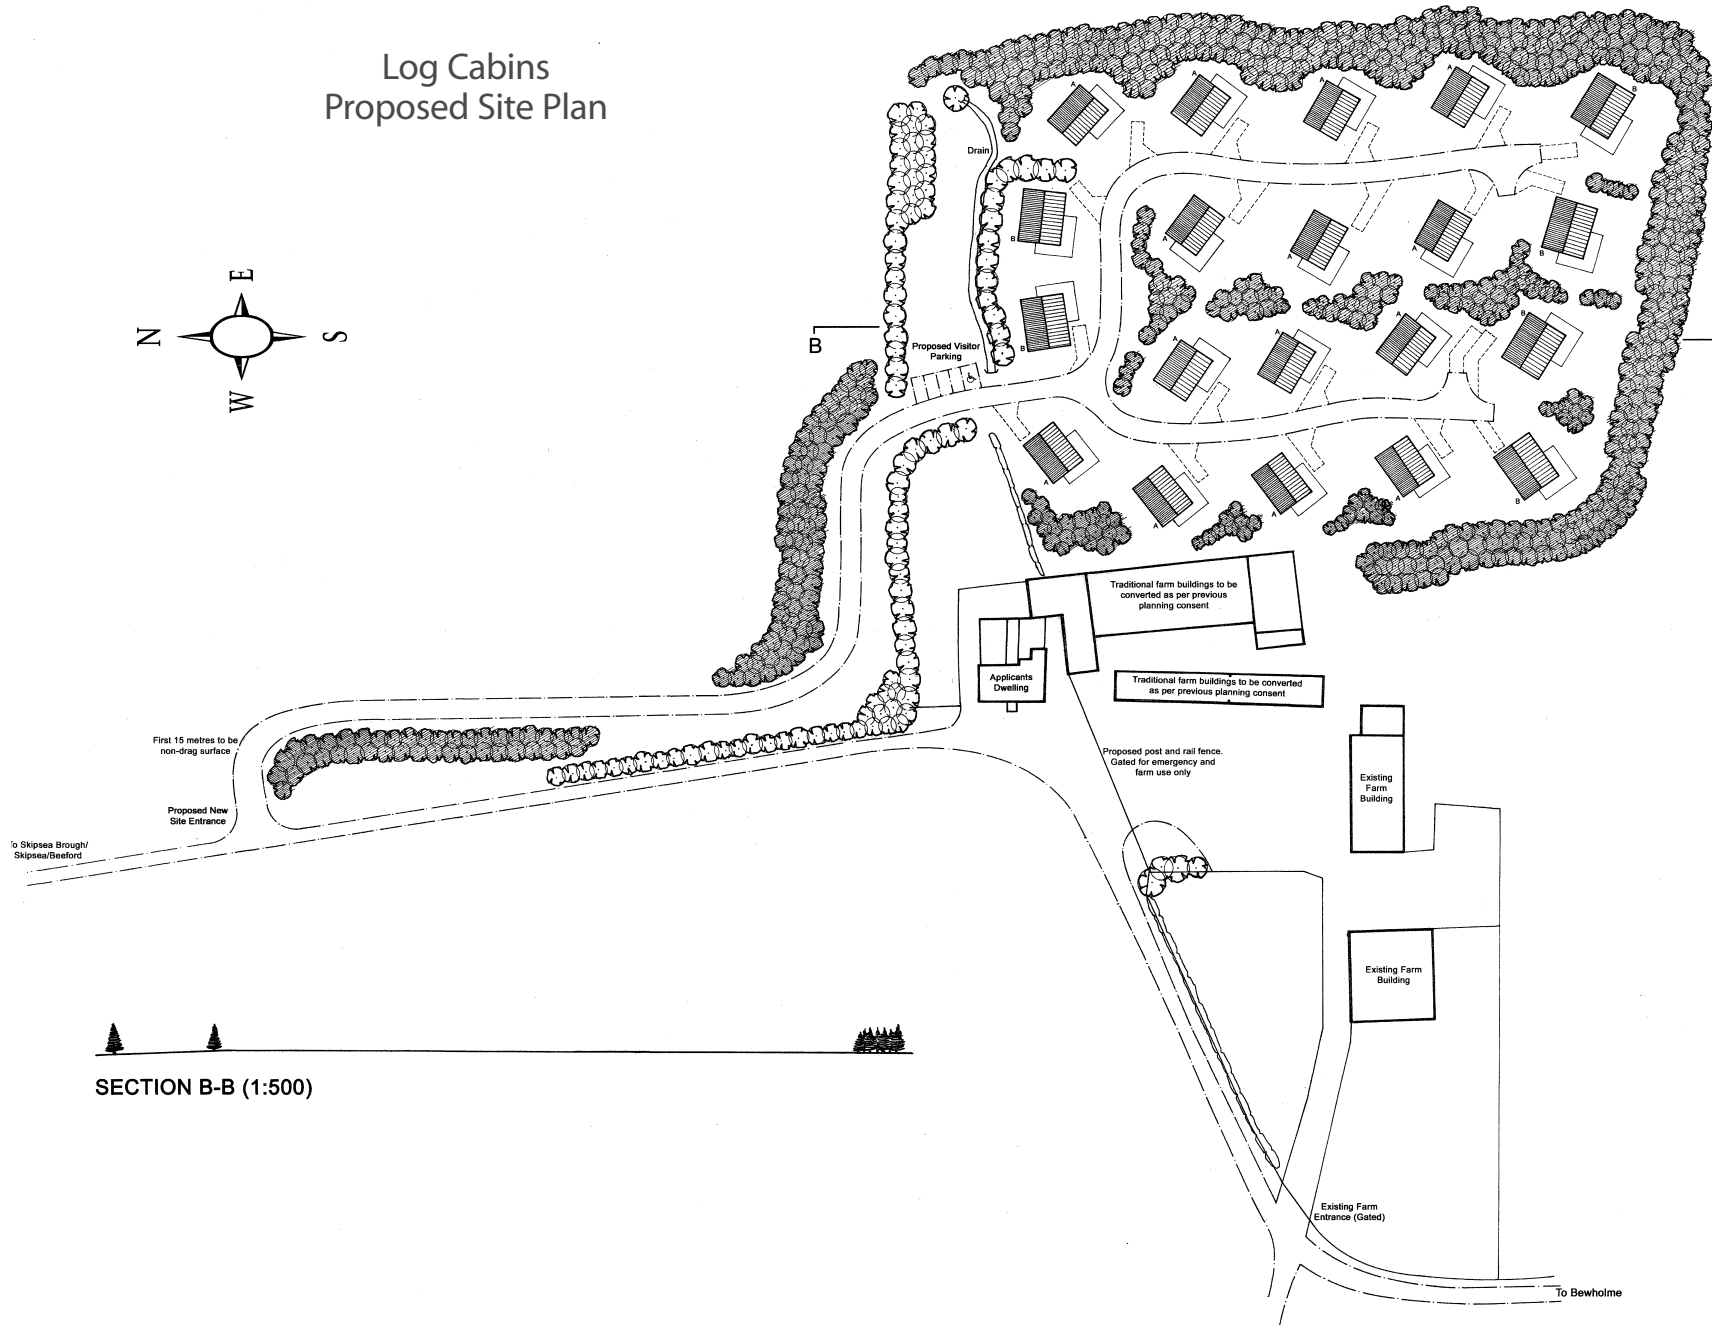 Log Cabins
Proposed Site Plan
E
N
S
W
Drain
A
A
A
A
B
B
A
A
A
B
B
B
Proposed Visitor
Parking
A
A
A
B
A
A
A
A
B
Traditional farm buildings to be
converted as per previous
planning consent
Applicants
Dwelling
Traditional farm buildings to be converted
as per previous planning consent
First 15 metres to be
non-drag surface
Proposed post and rail fence.
Gated for emergency and
farm use only
Existing
Farm
Building
Proposed New
Site Entrance
To Skipsea Brough/
Skipsea/Beeford
Existing Farm
Building
SECTION B-B (1:500)
Existing Farm
Entrance (Gated)
To Bewholme